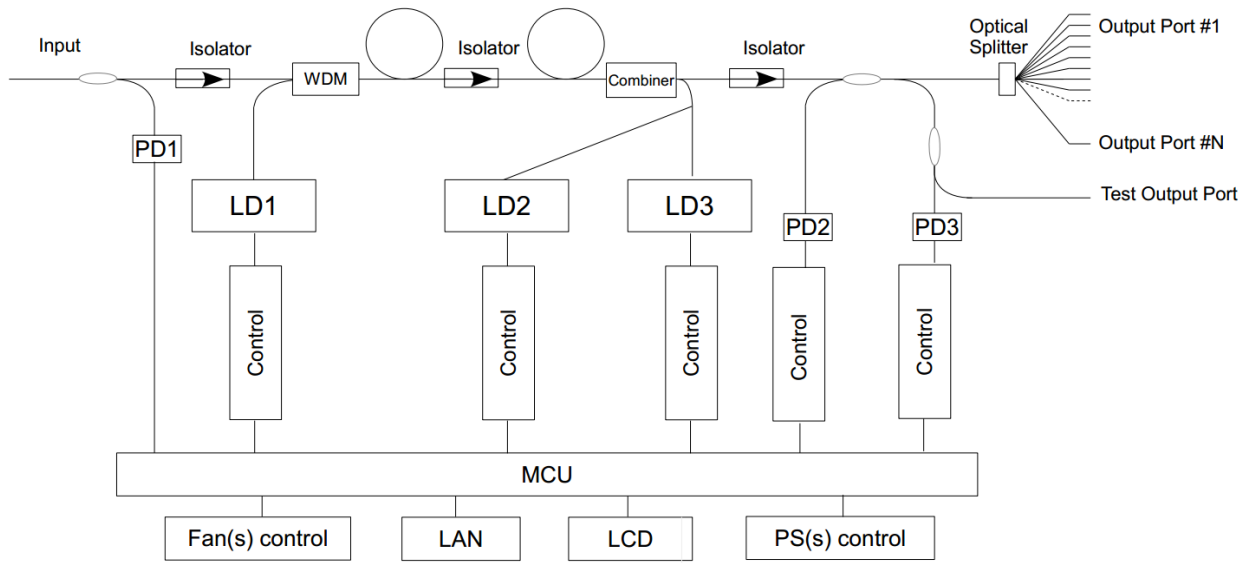 Input
Isolator
Isolator
Isolator
Optical
Splitter
Output Port #1
WDM
Combiner
PD1
Output Port #N
LD1
LD2
LD3
Test Output Port
PD2
PD3
Control
Control
Control
Control
Control
MCU
Fan(s) control
LAN
LCD
PS(s) control